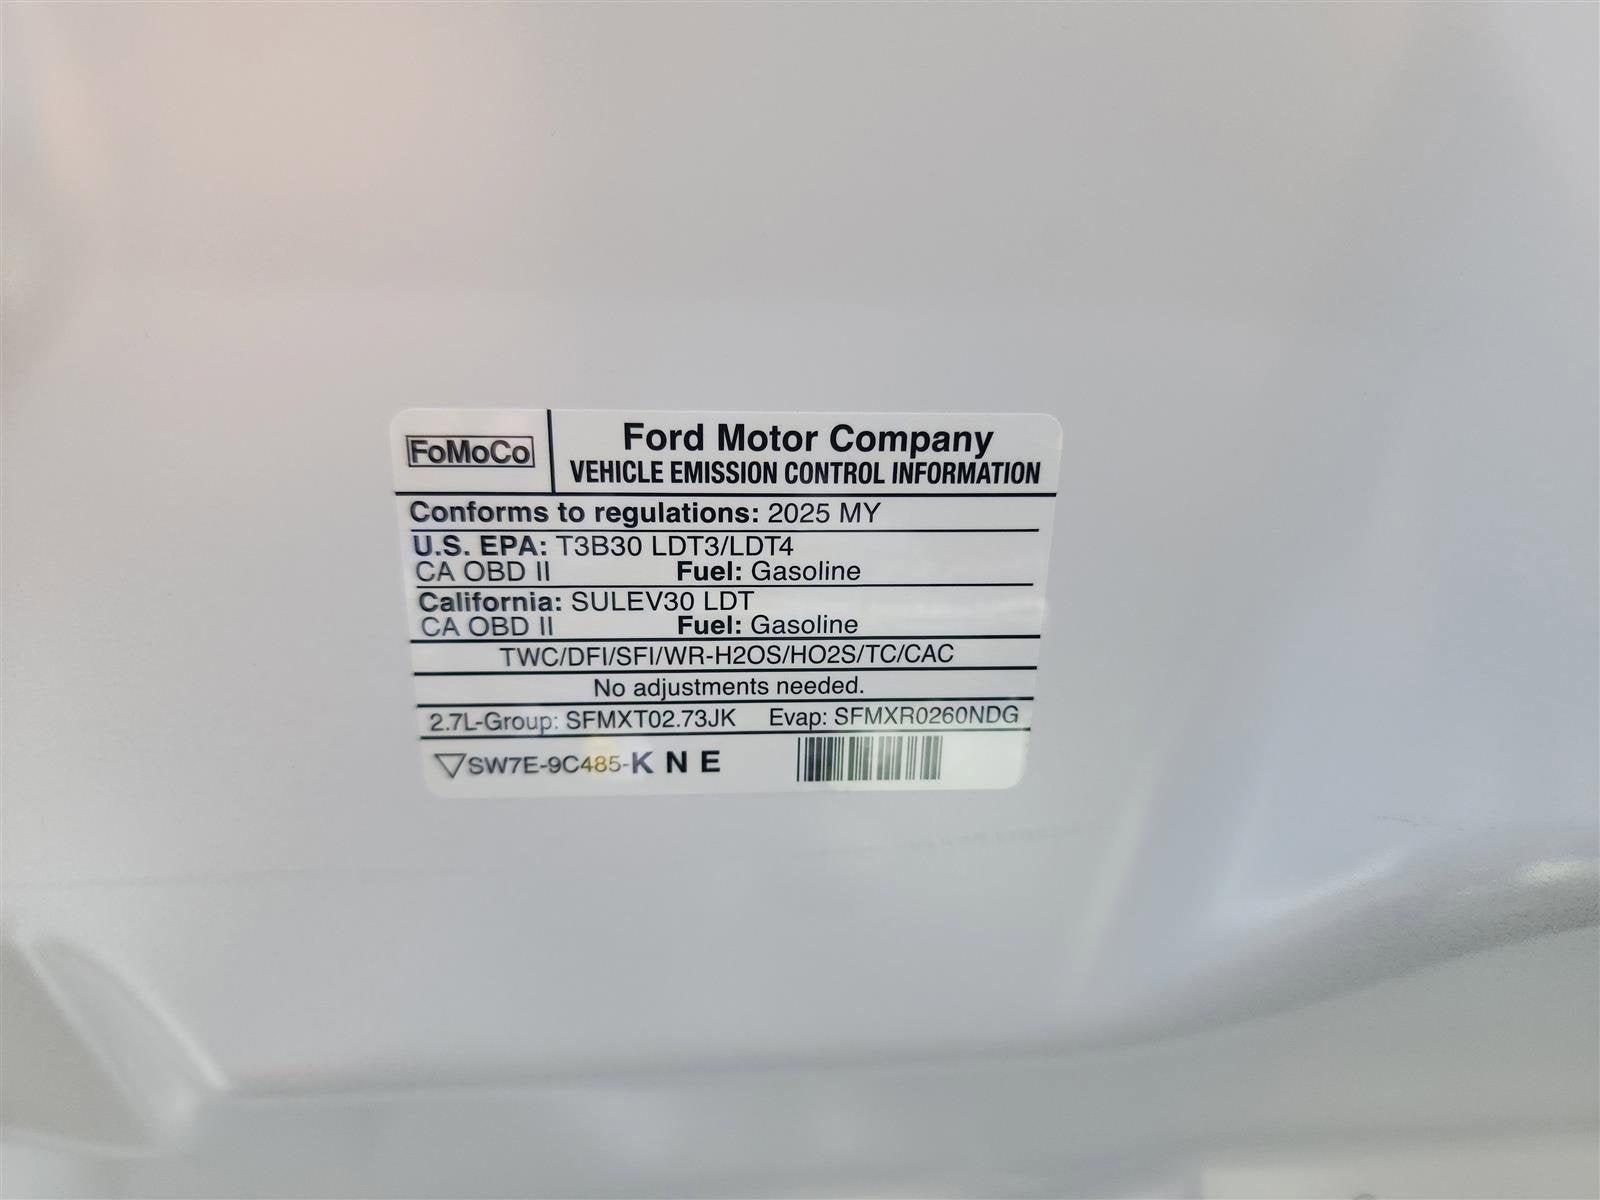 FoMoCo
Ford Motor Company
VEHICLE EMISSION CONTROL INFORMATION
Conforms to regulations: 2025 MY
U.S. EPA: T3B30 LDT3/LDT4
CA OBD II Fuel: Gasoline
California: SULEV30 LDT
CA OBD II Fuel: Gasoline
TWC/DFI/SFI/WR-H2OS/HO2S/TC/CAC
No adjustments needed.
2.7L-Group: SFMXT02.73JK Evap: SFMXR0260NDG
SW7E-9C485-K N E